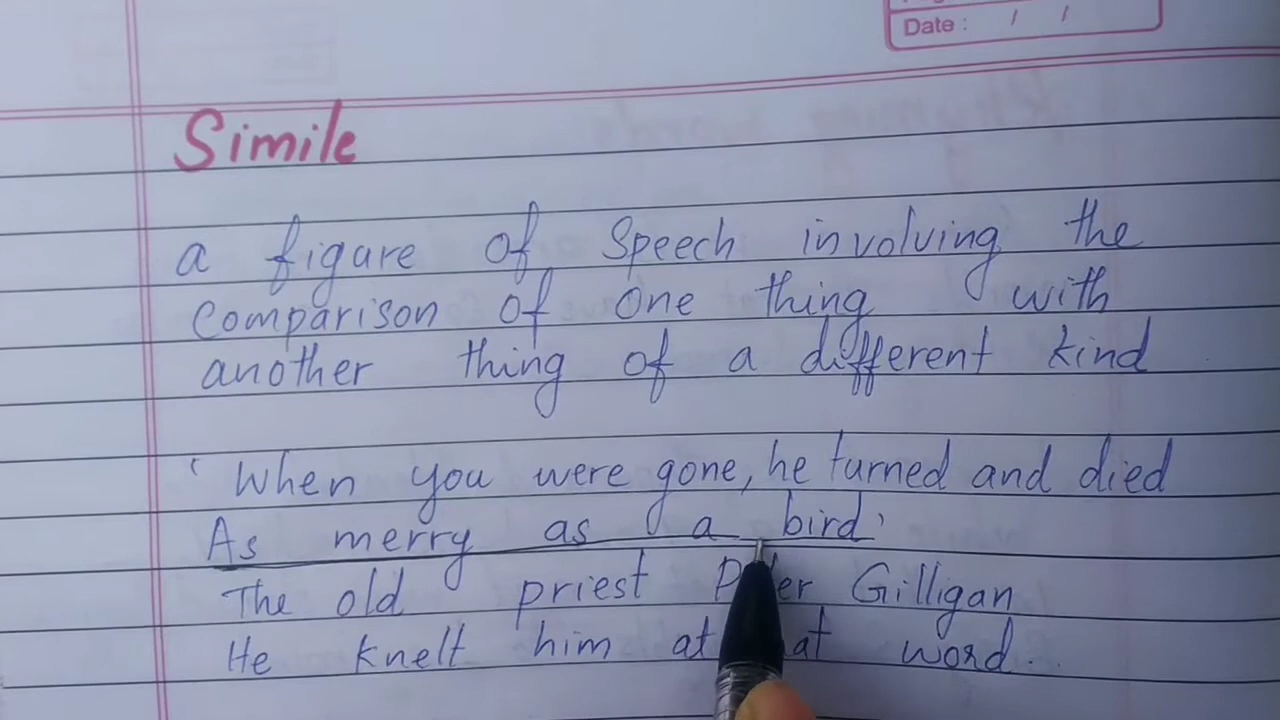 Date : / /
Simile
a figure of Speech involving the
Comparison of one thing with
another thing of a different kind
'When you were gone, he turned and died
As merry as a bird'
The old priest Gilligan
He knelt him at word.